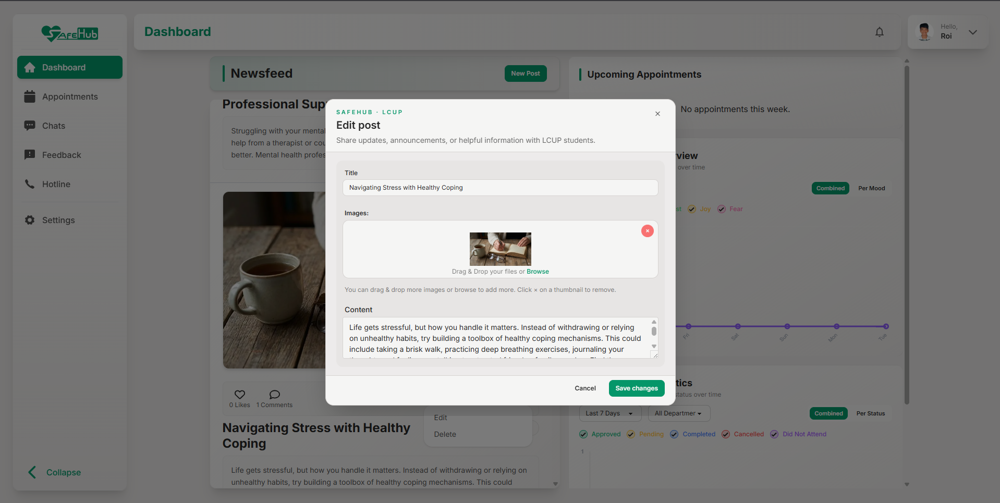 SAFEHub
Dashboard
Appointments
Chats
Feedback
Hotline
Settings
Collapse
Dashboard
Hello,
Roi
Newsfeed
New Post
Professional Sup
Struggling with your mental
help from a therapist or
better. Mental health
0 Likes
1 Comments
Edit
Delete
Navigating Stress with Healthy
Coping
Life gets stressful, but how you handle it matters. Instead of withdrawing or relying on
unhealthy habits, try building a toolbox of healthy coping mechanisms. This could
SAFEHUB · LCUP
×
Edit post
Share updates, announcements, or helpful information with LCUP students.
Title
Navigating Stress with Healthy Coping
Images:
×
Drag & Drop your files or Browse
You can drag & drop more images or browse to add more. Click × on a thumbnail to remove.
Content
Life gets stressful, but how you handle it matters. Instead of withdrawing or relying
on unhealthy habits, try building a toolbox of healthy coping mechanisms. This could
include taking a brisk walk, practicing deep breathing exercises, journaling your
Cancel
Save changes
Upcoming Appointments
No appointments this week.
rview
over time
Combined
Per Mood
st
Joy
Fear
Fri
Sat
Sun
Mon
Tue
tics
status over time
Last 7 Days
All Departmer
Combined
Per Status
Approved
Pending
Completed
Cancelled
Did Not Attend
1